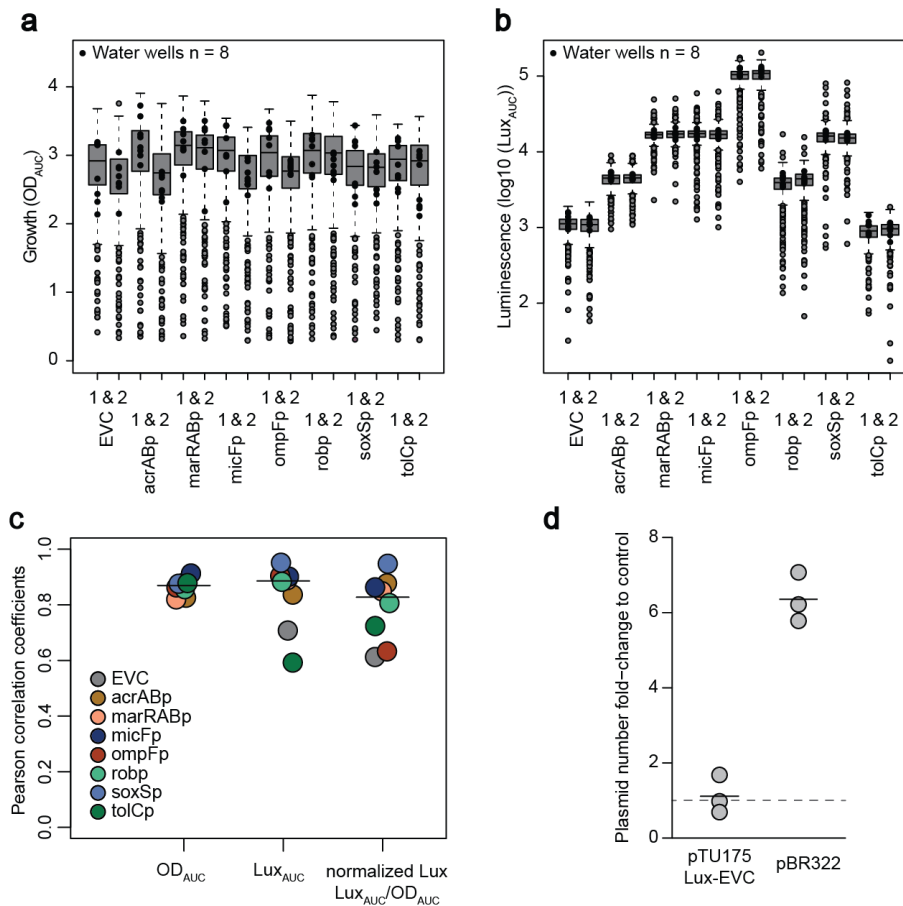 a
Water wells n = 8
Growth (OD_AUC)
4
3
2
1
0
1 & 2
1 & 2
1 & 2
1 & 2
1 & 2
1 & 2
1 & 2
1 & 2
EVC
acrABp
marRABp
micFp
ompFp
robp
soxSp
tolCp
b
Water wells n = 8
Luminescence (log10 (Lux_AUC))
5
4
3
2
1 & 2
1 & 2
1 & 2
1 & 2
1 & 2
1 & 2
1 & 2
1 & 2
EVC
acrABp
marRABp
micFp
ompFp
robp
soxSp
tolCp
c
Pearson correlation coefficients
1.0
0.8
0.6
0.4
0.2
0.0
EVC
acrABp
marRABp
micFp
ompFp
robp
soxSp
tolCp
OD_AUC
Lux_AUC
normalized Lux
Lux_AUC/OD_AUC
d
Plasmid number fold-change to control
8
6
4
2
0
pTU175
Lux-EVC
pBR322